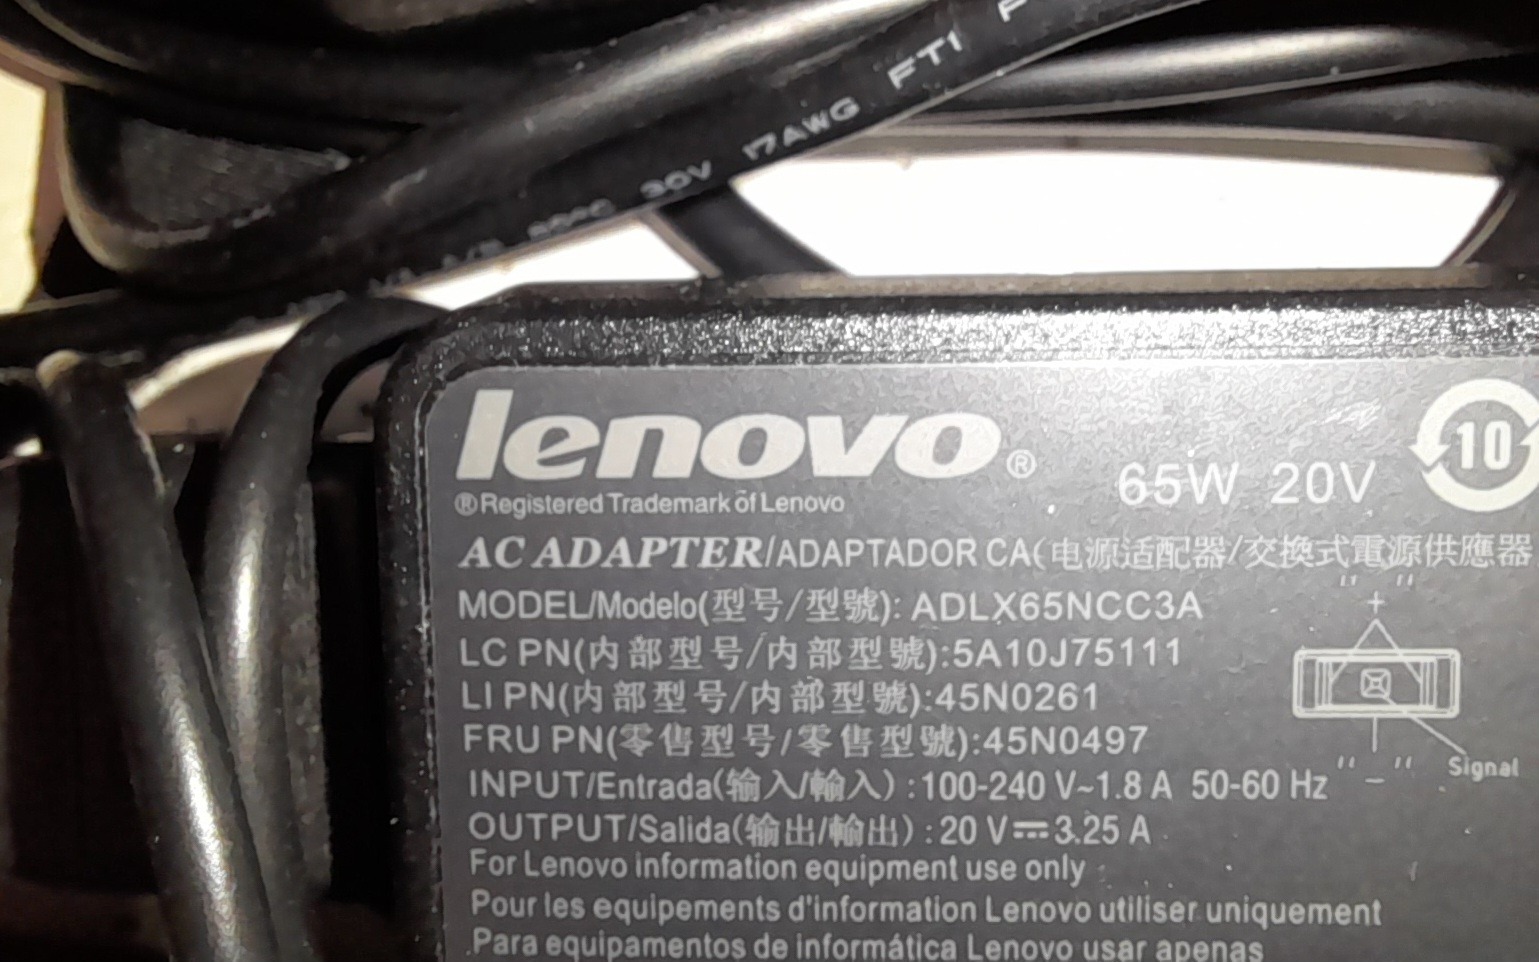 FT1
17AWG
30V
80°C
lenovo®
65W 20V
10
®Registered Trademark of Lenovo
AC ADAPTER/ADAPTADOR CA(电源适配器/交換式電源供應器
MODEL/Modelo(型号/型號): ADLX65NCC3A
LC PN(内部型号/内部型號):5A10J75111
LI PN(内部型号/内部型號):45N0261
FRU PN(零售型号/零售型號):45N0497
INPUT/Entrada(输入/輸入):100-240 V~1.8 A 50-60 Hz
OUTPUT/Salida(输出/輸出):20 V⎓3.25 A
For Lenovo information equipment use only
Pour les equipements d'information Lenovo utiliser uniquement
Para equipamentos de informática Lenovo usar apenas
" + "
" – "
Signal